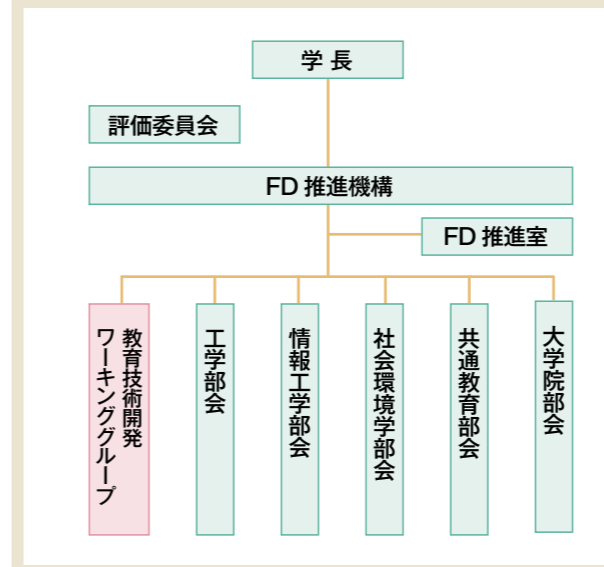 学 長
評価委員会
FD 推進機構
FD 推進室
教育技術開発
ワーキンググループ
工学部会
情報工学部会
社会環境学部会
共通教育部会
大学院部会